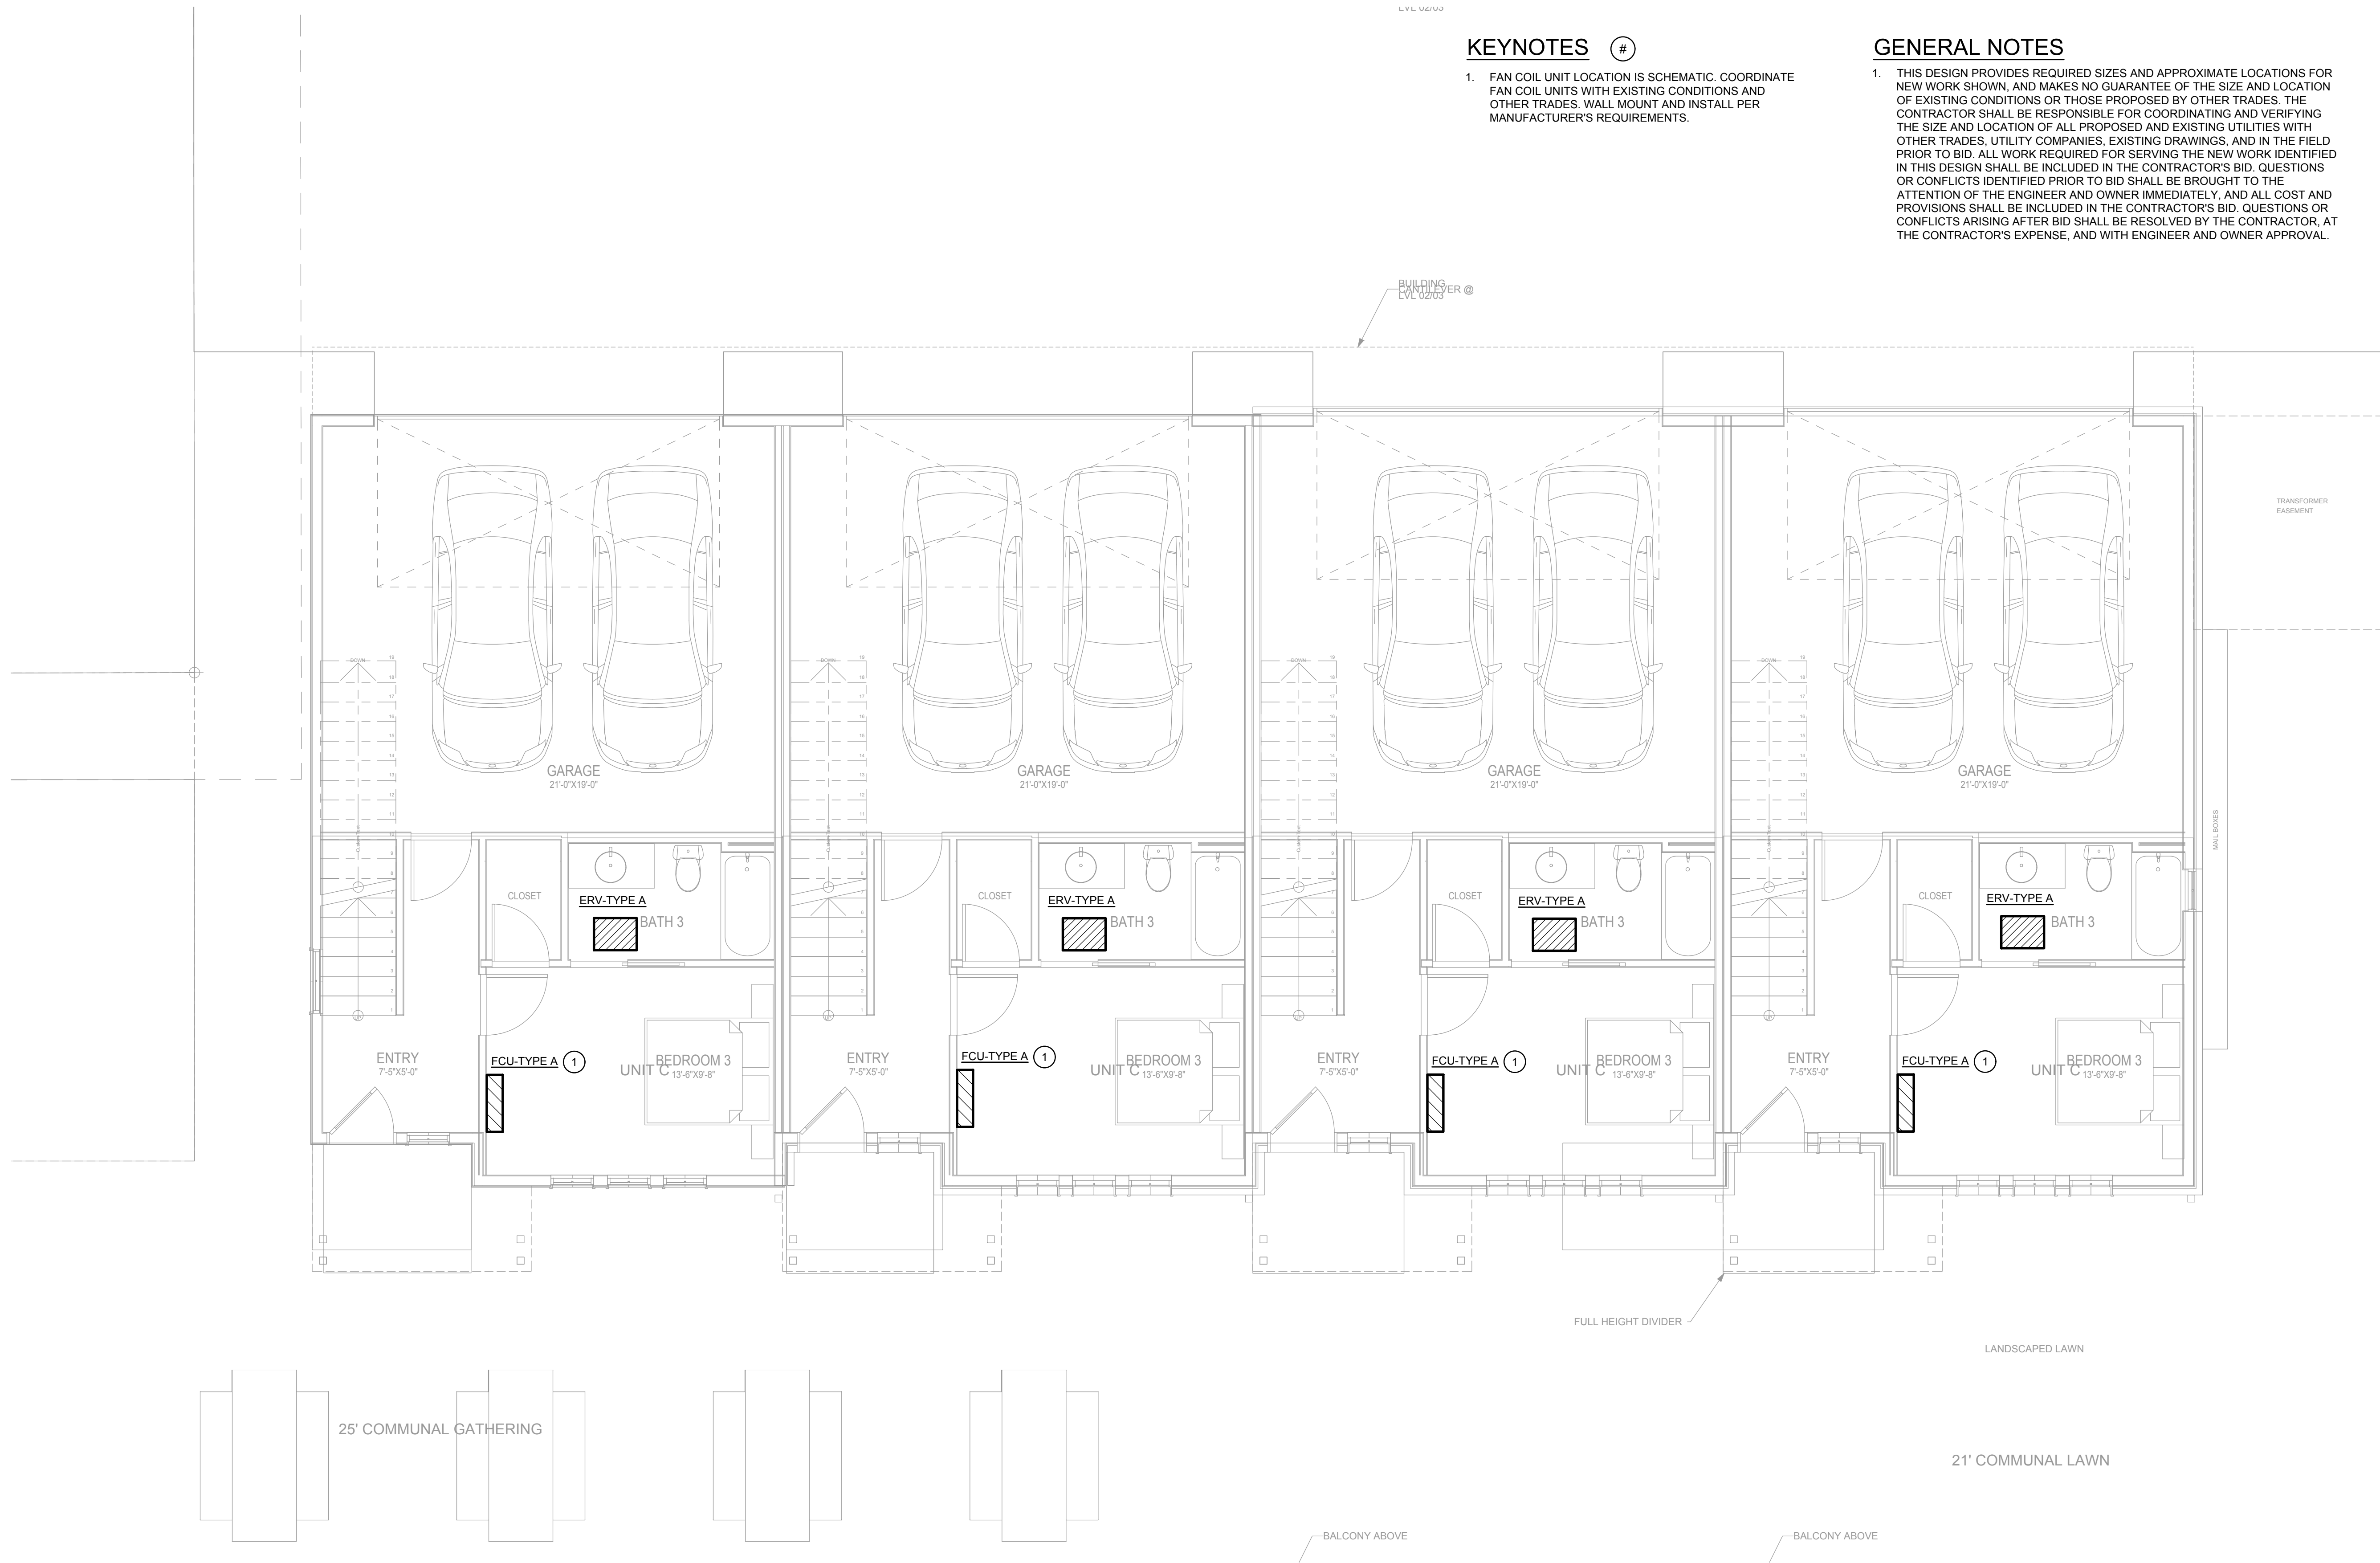 LVL 02/03
KEYNOTES #
1. FAN COIL UNIT LOCATION IS SCHEMATIC. COORDINATE
FAN COIL UNITS WITH EXISTING CONDITIONS AND
OTHER TRADES. WALL MOUNT AND INSTALL PER
MANUFACTURER'S REQUIREMENTS.
GENERAL NOTES
1. THIS DESIGN PROVIDES REQUIRED SIZES AND APPROXIMATE LOCATIONS FOR
NEW WORK SHOWN, AND MAKES NO GUARANTEE OF THE SIZE AND LOCATION
OF EXISTING CONDITIONS OR THOSE PROPOSED BY OTHER TRADES. THE
CONTRACTOR SHALL BE RESPONSIBLE FOR COORDINATING AND VERIFYING
THE SIZE AND LOCATION OF ALL PROPOSED AND EXISTING UTILITIES WITH
OTHER TRADES, UTILITY COMPANIES, EXISTING DRAWINGS, AND IN THE FIELD
PRIOR TO BID. ALL WORK REQUIRED FOR SERVING THE NEW WORK IDENTIFIED
IN THIS DESIGN SHALL BE INCLUDED IN THE CONTRACTOR'S BID. QUESTIONS
OR CONFLICTS IDENTIFIED PRIOR TO BID SHALL BE BROUGHT TO THE
ATTENTION OF THE ENGINEER AND OWNER IMMEDIATELY, AND ALL COST AND
PROVISIONS SHALL BE INCLUDED IN THE CONTRACTOR'S BID. QUESTIONS OR
CONFLICTS ARISING AFTER BID SHALL BE RESOLVED BY THE CONTRACTOR, AT
THE CONTRACTOR'S EXPENSE, AND WITH ENGINEER AND OWNER APPROVAL.
BUILDING
CANTILEVER @
LVL 02/03
TRANSFORMER
EASEMENT
DOWN
DOWN
DOWN
DOWN
GARAGE
21'-0"X19'-0"
GARAGE
21'-0"X19'-0"
GARAGE
21'-0"X19'-0"
GARAGE
21'-0"X19'-0"
MAIL BOXES
CLOSET
ERV-TYPE A
BATH 3
CLOSET
ERV-TYPE A
BATH 3
CLOSET
ERV-TYPE A
BATH 3
CLOSET
ERV-TYPE A
BATH 3
ENTRY
7'-5"X5'-0"
FCU-TYPE A 1
UNIT C
BEDROOM 3
13'-6"X9'-8"
ENTRY
7'-5"X5'-0"
FCU-TYPE A 1
UNIT C
BEDROOM 3
13'-6"X9'-8"
ENTRY
7'-5"X5'-0"
FCU-TYPE A 1
UNIT C
BEDROOM 3
13'-6"X9'-8"
ENTRY
7'-5"X5'-0"
FCU-TYPE A 1
UNIT C
BEDROOM 3
13'-6"X9'-8"
FULL HEIGHT DIVIDER
LANDSCAPED LAWN
25' COMMUNAL GATHERING
21' COMMUNAL LAWN
BALCONY ABOVE
BALCONY ABOVE